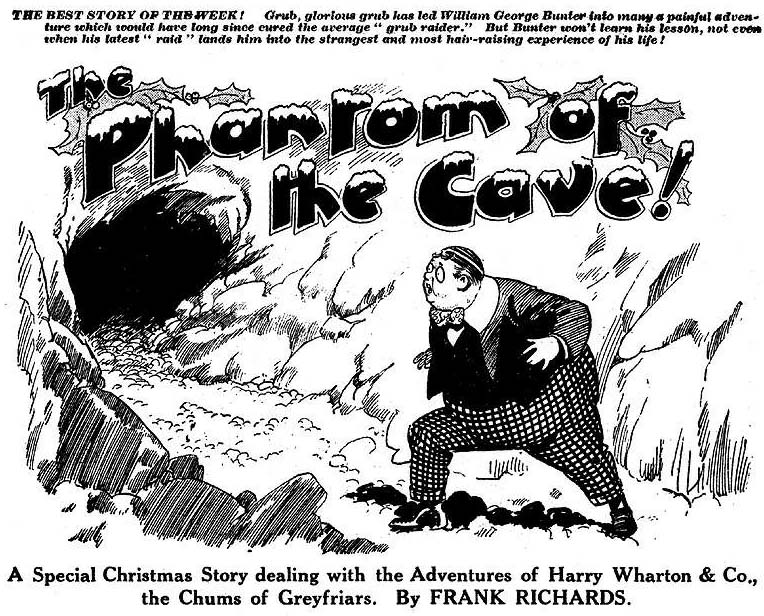 THE BEST STORY OF THE WEEK! Grub, glorious grub has led William George Bunter into many a painful adven-
ture which would have long since cured the average “ grub raider.” But Bunter won't learn his lesson, not even
when his latest “ raid ” lands him into the strangest and most hair-raising experience of his life!
The
Phantom of
the Cave!
A Special Christmas Story dealing with the Adventures of Harry Wharton & Co.,
the Chums of Greyfriars. By FRANK RICHARDS.